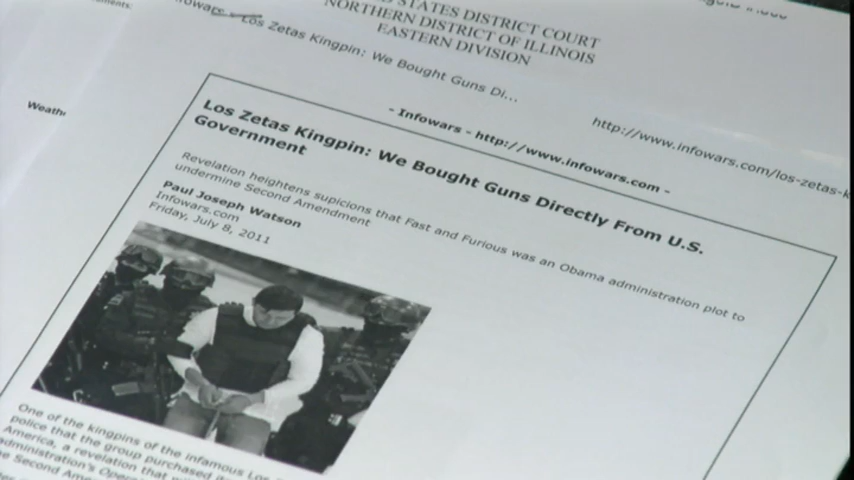 STATES DISTRICT COURT
NORTHERN DISTRICT OF ILLINOIS
EASTERN DIVISION
Los Zetas Kingpin: We Bought Guns Di...
http://www.infowars.com/los-zetas-k
- Infowars - http://www.infowars.com -
Los Zetas Kingpin: We Bought Guns Directly From U.S.
Government
Revelation heightens supicions that Fast and Furious was an Obama administration plot to
undermine Second Amendment
Paul Joseph Watson
Infowars.com
Friday, July 8, 2011
One of the kingpins of the infamous Los
police that the group purchased
America, a revelation that
administration's
Second